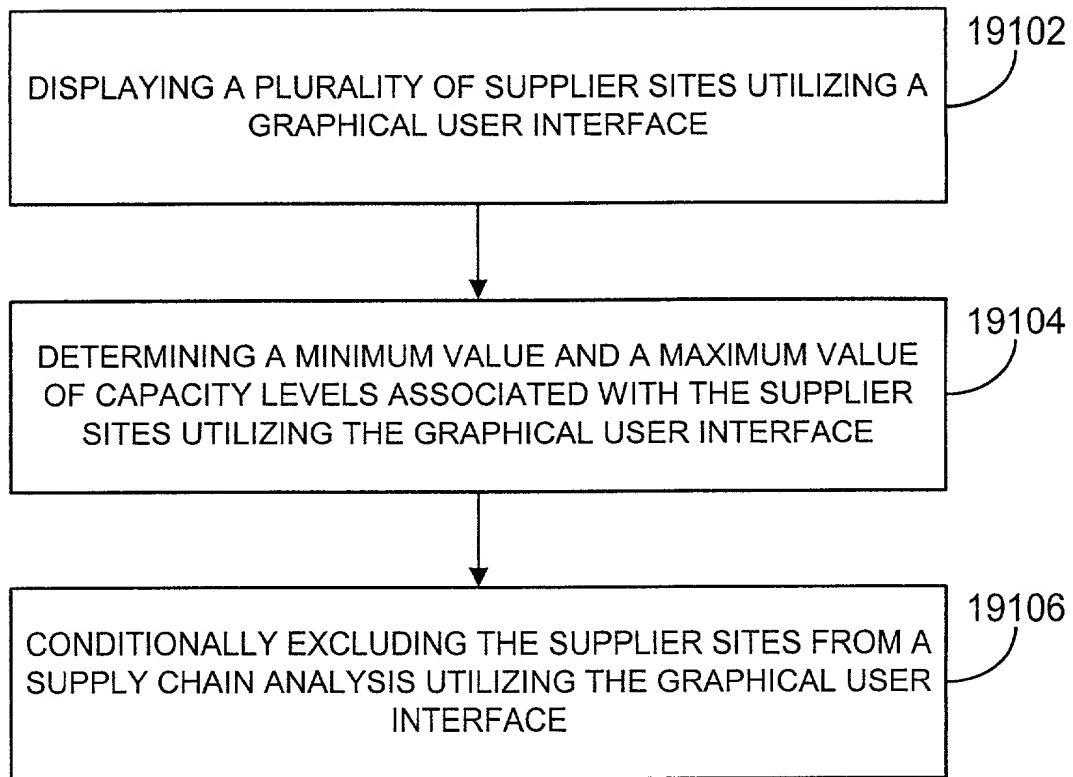 19102
DISPLAYING A PLURALITY OF SUPPLIER SITES UTILIZING A
GRAPHICAL USER INTERFACE
19104
DETERMINING A MINIMUM VALUE AND A MAXIMUM VALUE
OF CAPACITY LEVELS ASSOCIATED WITH THE SUPPLIER
SITES UTILIZING THE GRAPHICAL USER INTERFACE
19106
CONDITIONALLY EXCLUDING THE SUPPLIER SITES FROM A
SUPPLY CHAIN ANALYSIS UTILIZING THE GRAPHICAL USER
INTERFACE